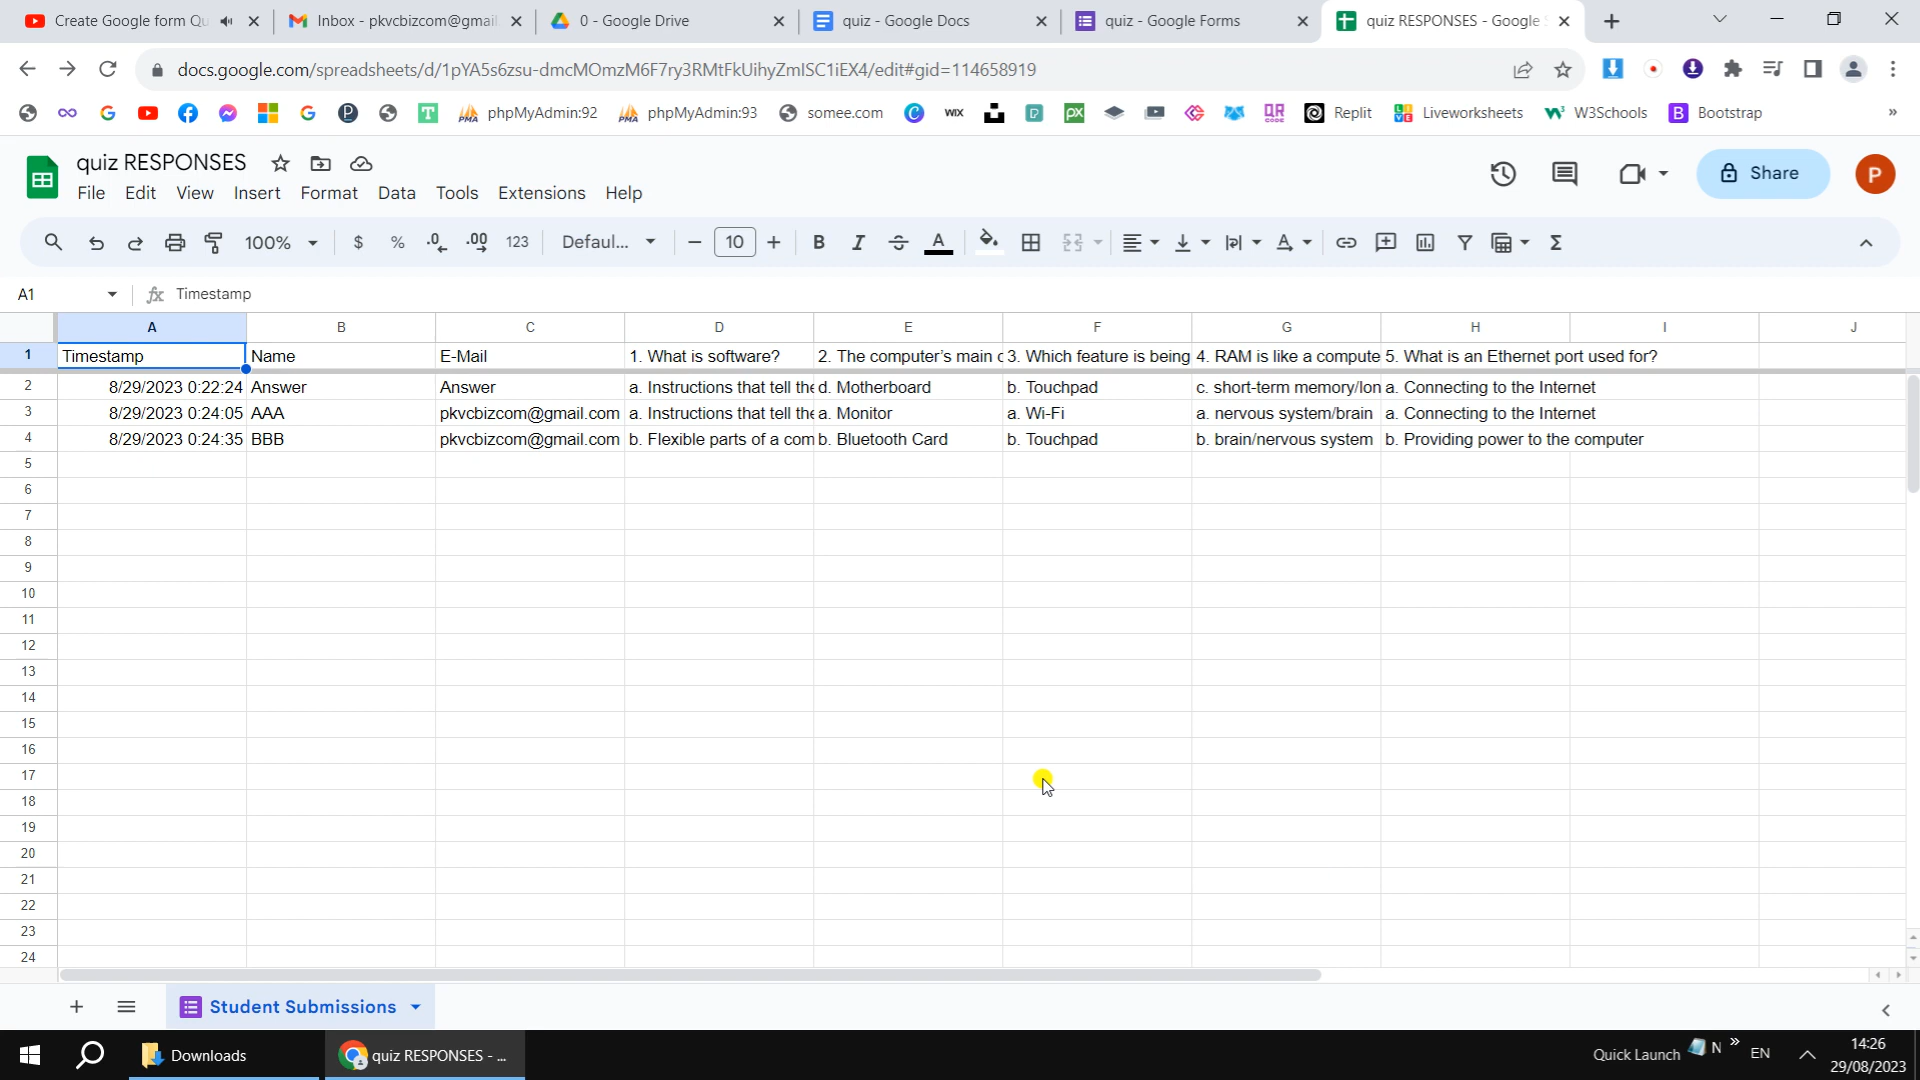 Create Google form Qu
Inbox - pkvcbizcom@gmail
0 - Google Drive
quiz - Google Docs
quiz - Google Forms
quiz RESPONSES - Google S
docs.google.com/spreadsheets/d/1pYA5s6zsu-dmcMOmzM6F7ry3RMtFkUihyZmlSC1iEX4/edit#gid=114658919
phpMyAdmin:92
phpMyAdmin:93
somee.com
WIX
Replit
Liveworksheets
W3Schools
Bootstrap
quiz RESPONSES
File Edit View Insert Format Data Tools Extensions Help
Share
P
100% $ % .0 .00 123 Defaul... 10 B I A
A1 fx Timestamp
A B C D E F G H I J
1 Timestamp Name E-Mail 1. What is software? 2. The computer's main c 3. Which feature is being 4. RAM is like a compute 5. What is an Ethernet port used for?
2 8/29/2023 0:22:24 Answer Answer a. Instructions that tell the d. Motherboard b. Touchpad c. short-term memory/lon a. Connecting to the Internet
3 8/29/2023 0:24:05 AAA pkvcbizcom@gmail.com a. Instructions that tell the a. Monitor a. Wi-Fi a. nervous system/brain a. Connecting to the Internet
4 8/29/2023 0:24:35 BBB pkvcbizcom@gmail.com b. Flexible parts of a com b. Bluetooth Card b. Touchpad b. brain/nervous system b. Providing power to the computer
5
6
7
8
9
10
11
12
13
14
15
16
17
18
19
20
21
22
23
24
Student Submissions
Downloads
quiz RESPONSES - ...
Quick Launch
N
EN
14:26
29/08/2023